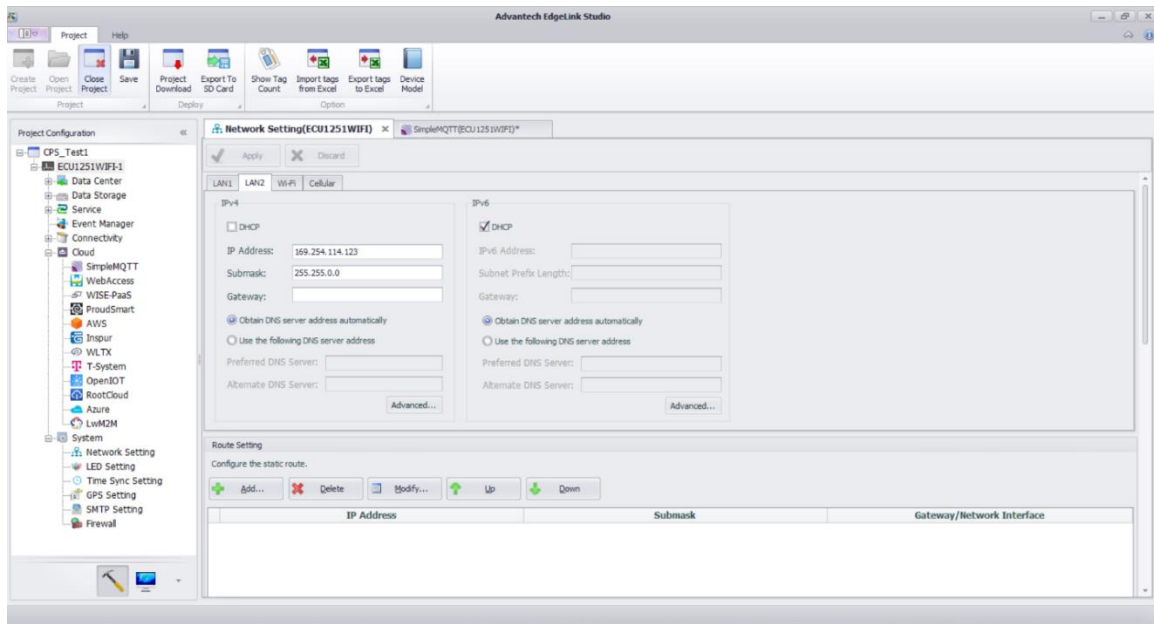 Advantech EdgeLink Studio
Project Help
Create Project
Open Project
Close Project
Save
Project Download
Export To SD Card
Show Tag Count
Import tags from Excel
Export tags to Excel
Device Model
Project Deploy Option
Project Configuration
CPS_Test1
ECU1251WIFI-1
Data Center
Data Storage
Service
Event Manager
Connectivity
Cloud
SimpleMQTT
WebAccess
WISE-PaaS
ProudSmart
AWS
Inspur
WLTX
T-System
OpenIOT
RootCloud
Azure
LwM2M
System
Network Setting
LED Setting
Time Sync Setting
GPS Setting
SMTP Setting
Firewall
Network Setting(ECU1251WIFI) SimpleMQTT(ECU1251WIFI)*
Apply Discard
LAN1 LAN2 Wi-Fi Cellular
IPv4
DHCP
IP Address: 169.254.114.123
Submask: 255.255.0.0
Gateway:
Obtain DNS server address automatically
Use the following DNS server address
Preferred DNS Server:
Alternate DNS Server:
Advanced...
IPv6
DHCP
IPv6 Address:
Subnet Prefix Length:
Gateway:
Obtain DNS server address automatically
Use the following DNS server address
Preferred DNS Server:
Alternate DNS Server:
Advanced...
Route Setting
Configure the static route.
Add... Delete Modify... Up Down
IP Address Submask Gateway/Network Interface